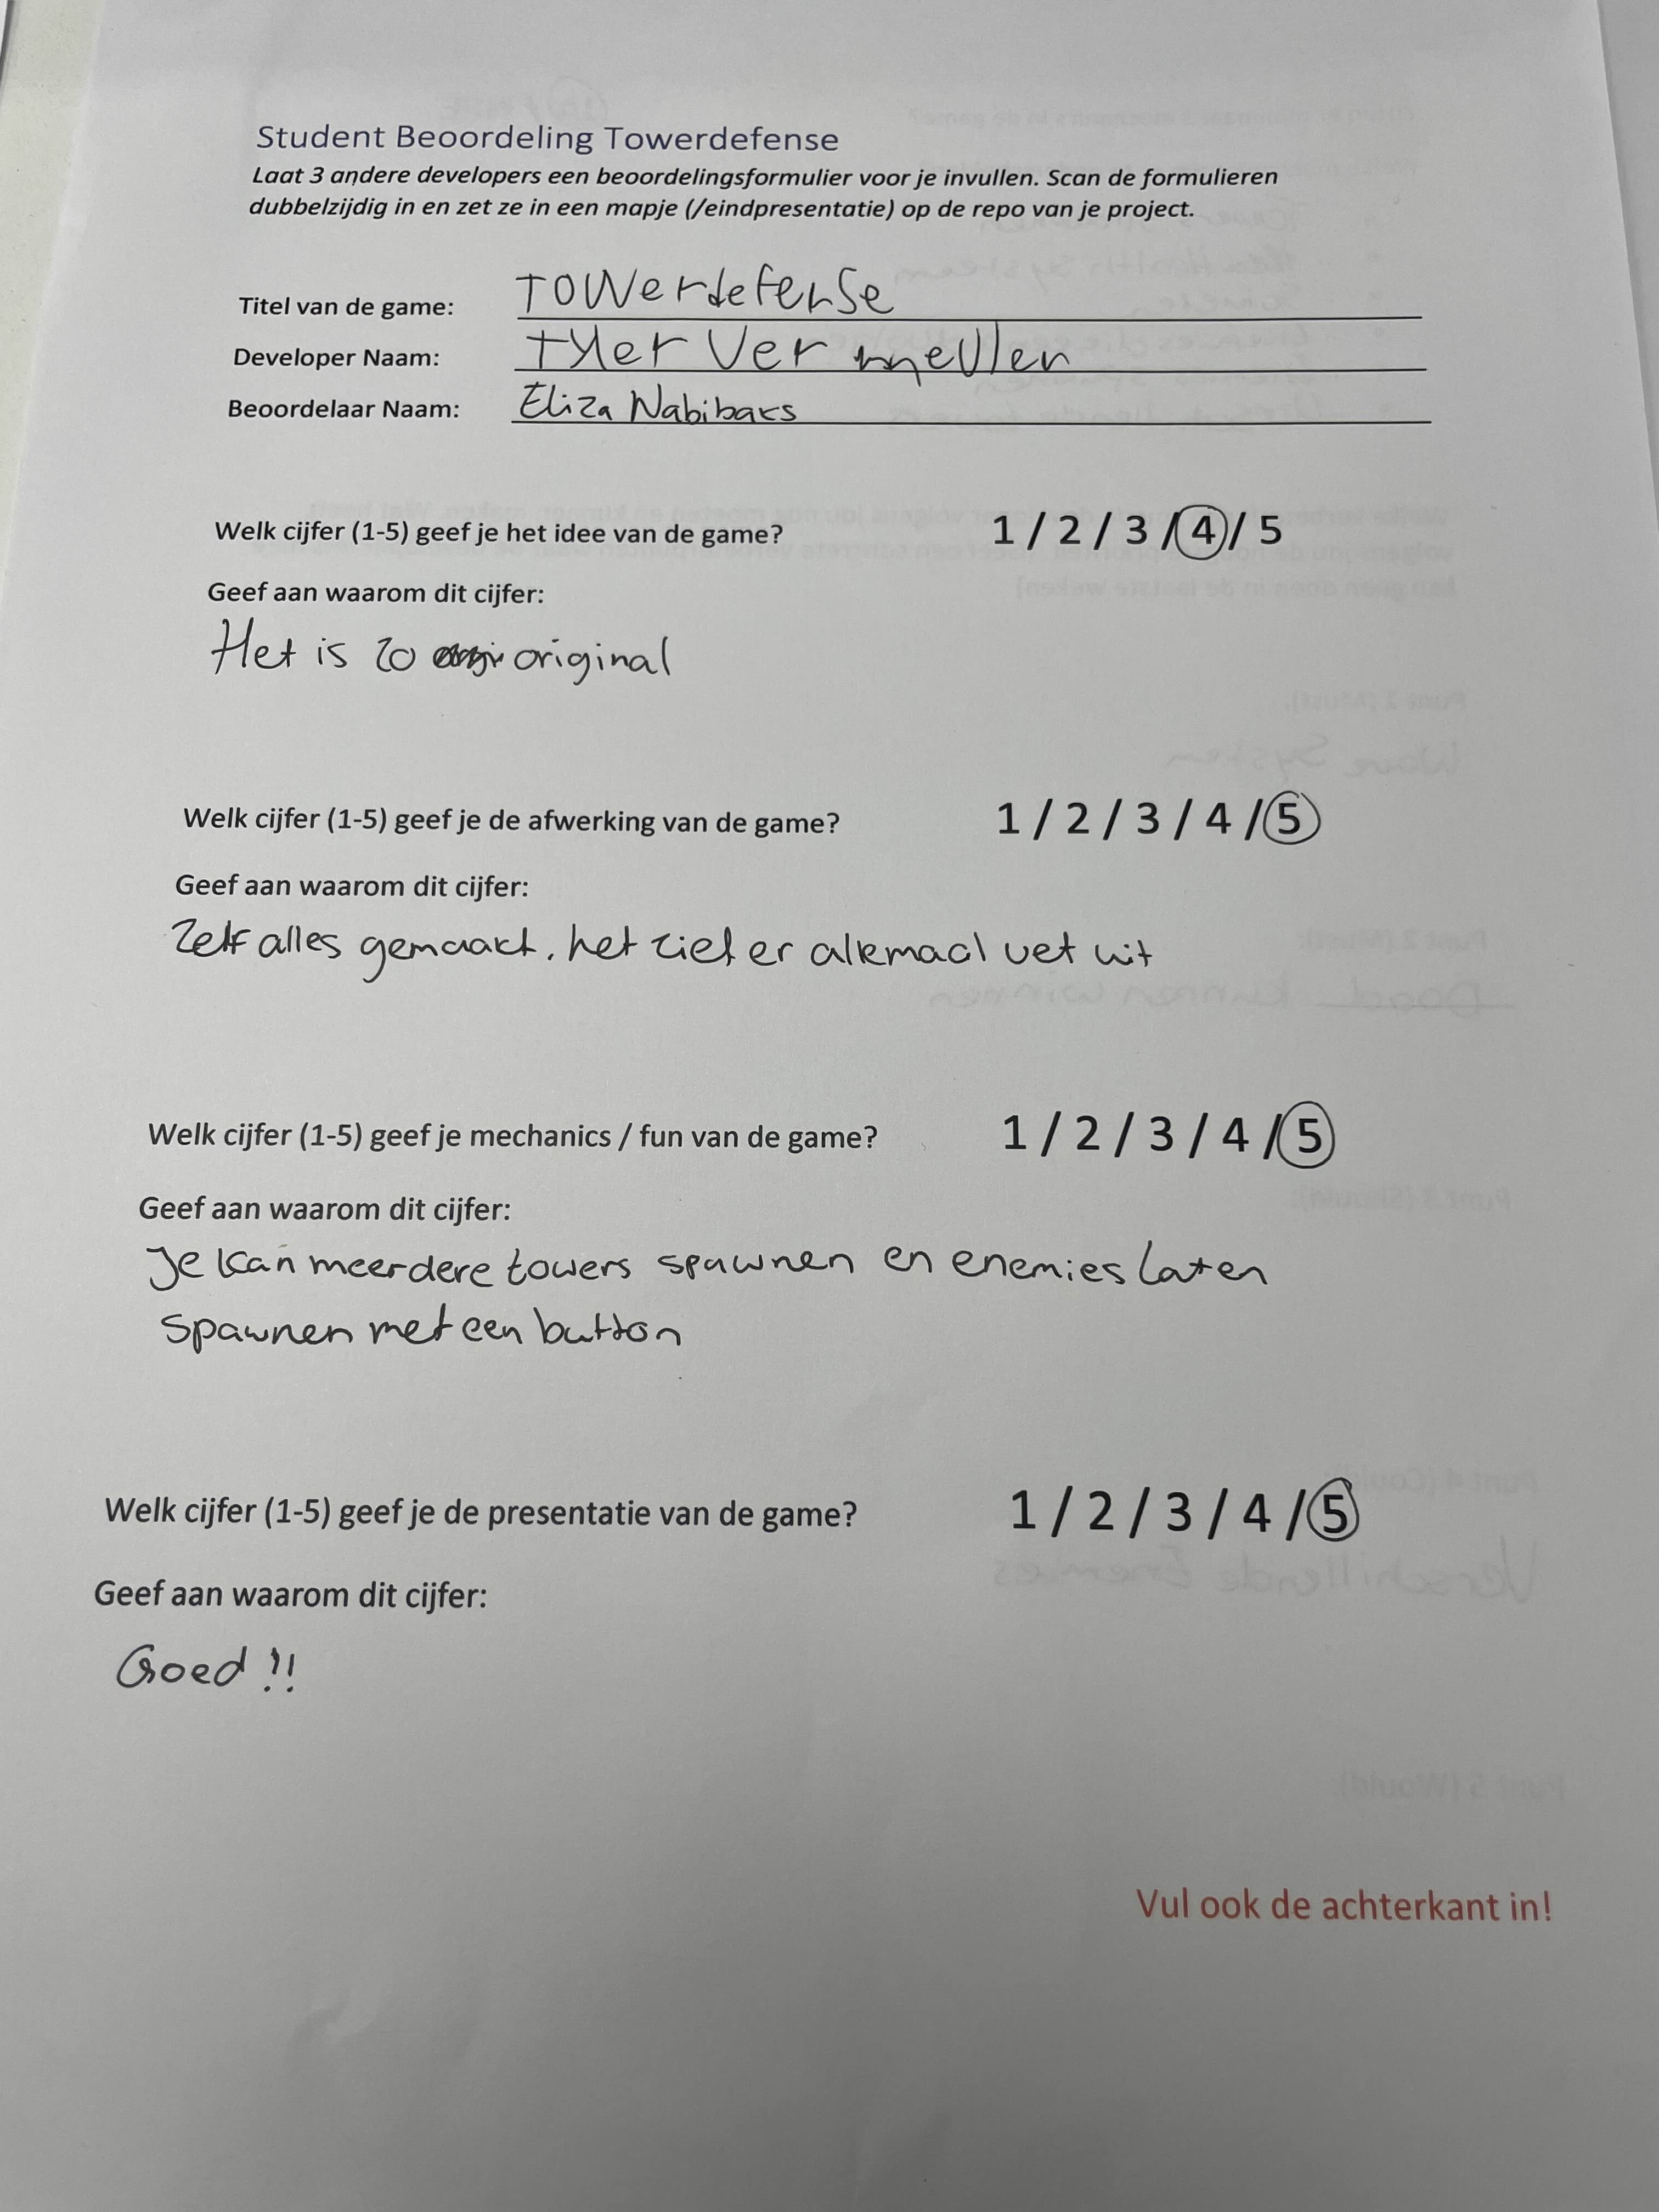 Student Beoordeling Towerdefense
Laat 3 andere developers een beoordelingsformulier voor je invullen. Scan de formulieren
dubbelzijdig in en zet ze in een mapje (/eindpresentatie) op de repo van je project.
Titel van de game: Towerdefense
Developer Naam: Tyler Vermeulen
Beoordelaar Naam: Eliza Nabibaks
Welk cijfer (1-5) geef je het idee van de game? 1 / 2 / 3 / 4 / 5
Geef aan waarom dit cijfer:
Het is zo original
Welk cijfer (1-5) geef je de afwerking van de game? 1 / 2 / 3 / 4 / 5
Geef aan waarom dit cijfer:
Zelf alles gemaakt. het ziet er allemaal vet uit
Welk cijfer (1-5) geef je mechanics / fun van de game? 1 / 2 / 3 / 4 / 5
Geef aan waarom dit cijfer:
Je kan meerdere towers spawnen en enemies laten
spawnen met een button
Welk cijfer (1-5) geef je de presentatie van de game? 1 / 2 / 3 / 4 / 5
Geef aan waarom dit cijfer:
Goed !!
Vul ook de achterkant in!